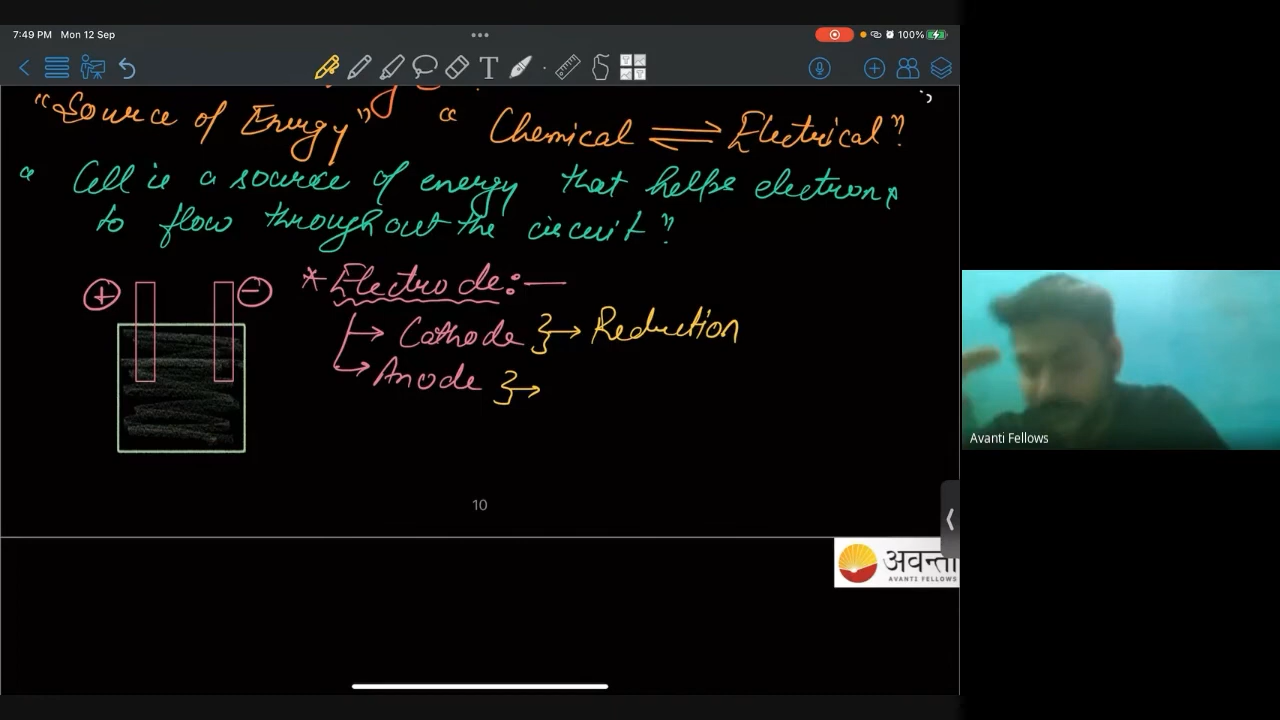 7:49 PM Mon 12 Sep
100%
T
"Source of Energy" " Chemical ⇌ Electrical"
" Cell is a source of energy that helps electrons
to flow throughout the circuit"
+ − * Electrode:—
→ Cathode } → Reduction
→ Anode } →
Avanti Fellows
10
अवन्ती
AVANTI FELLOWS